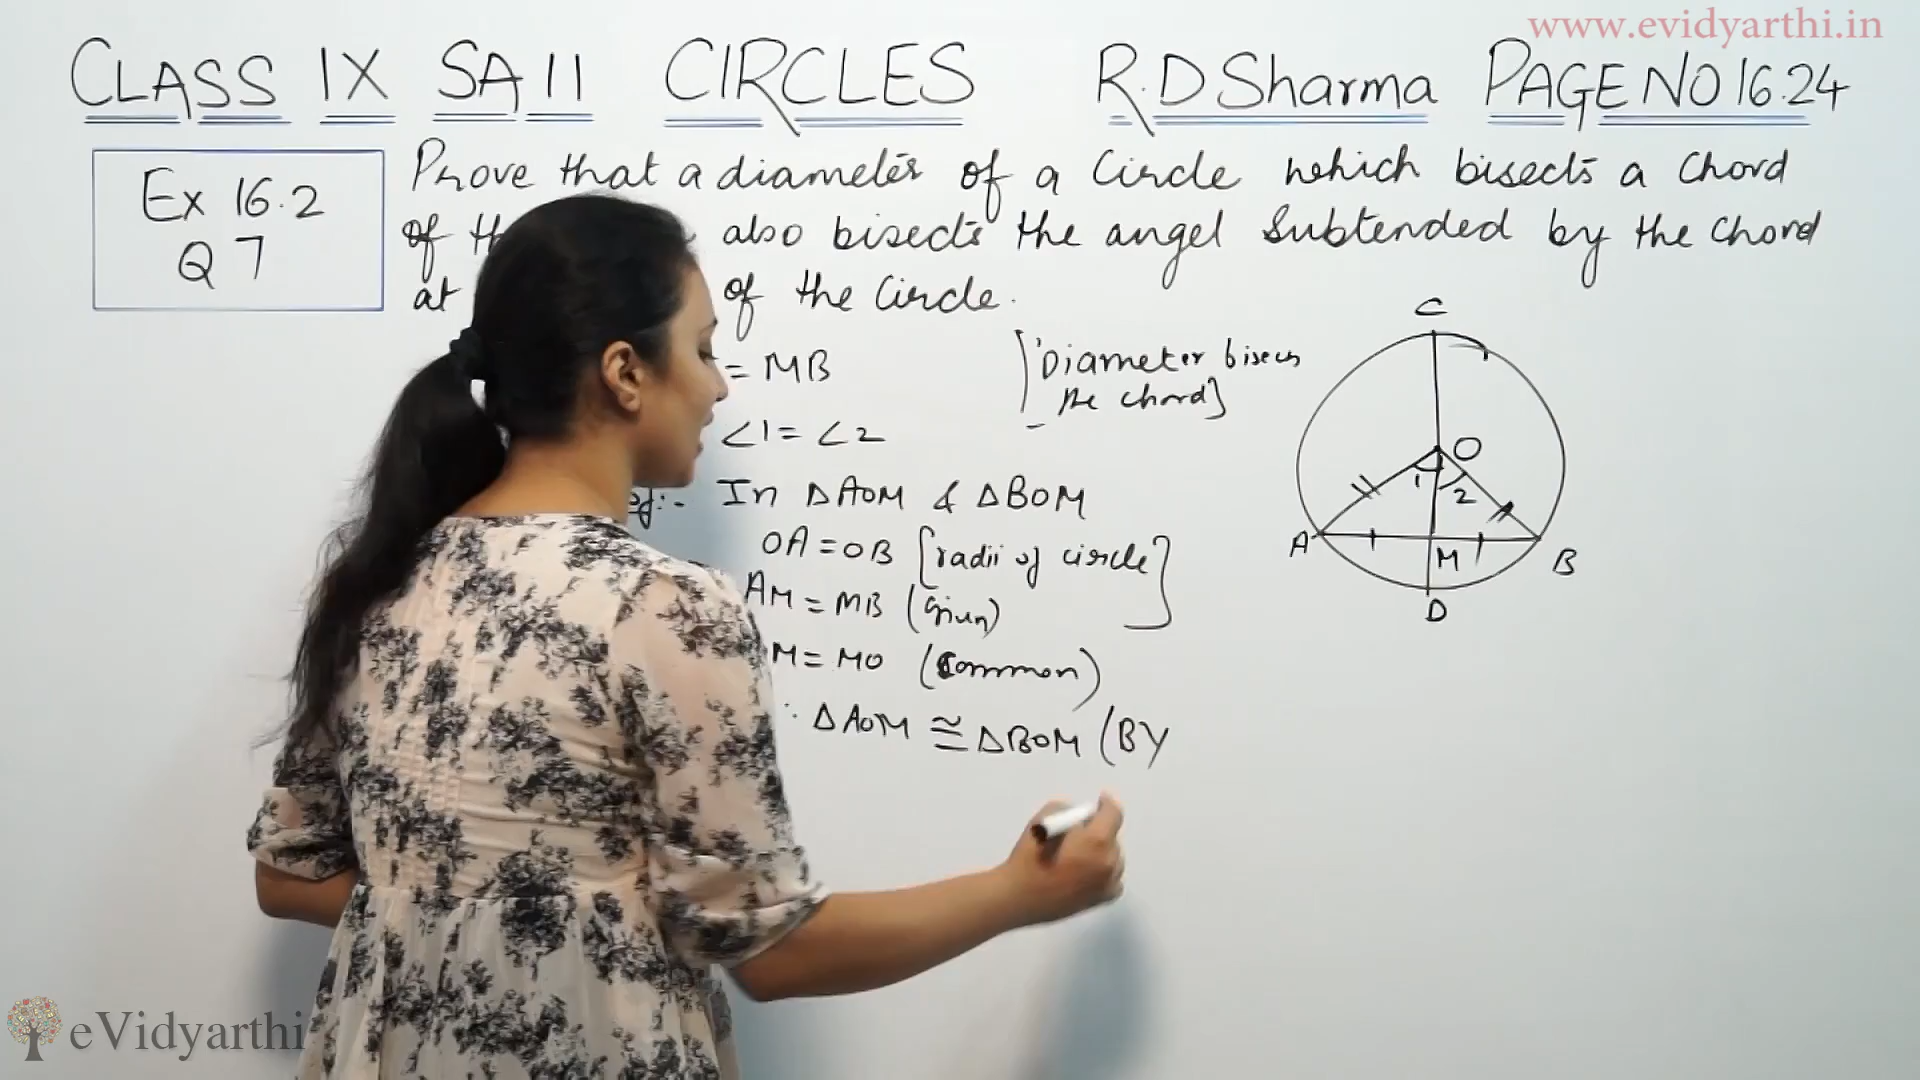 www.evidyarthi.in
CLASS IX SA II CIRCLES R.D Sharma PAGE NO 16.24
Ex 16.2
Q 7
Prove that a diameter of a Circle which bisects a Chord
of also bisects the angel Subtended by the Chord
at of the Circle.
= MB [Diameter bisects
the chord]
∠1 = ∠2
In ΔAOM & ΔBOM
OA = OB [radii of circle]
AM = MB (given)
M = MO (Common)
∴ ΔAOM ≅ ΔBOM (BY
C
O
1
2
A
M
B
D
eVidyarthi